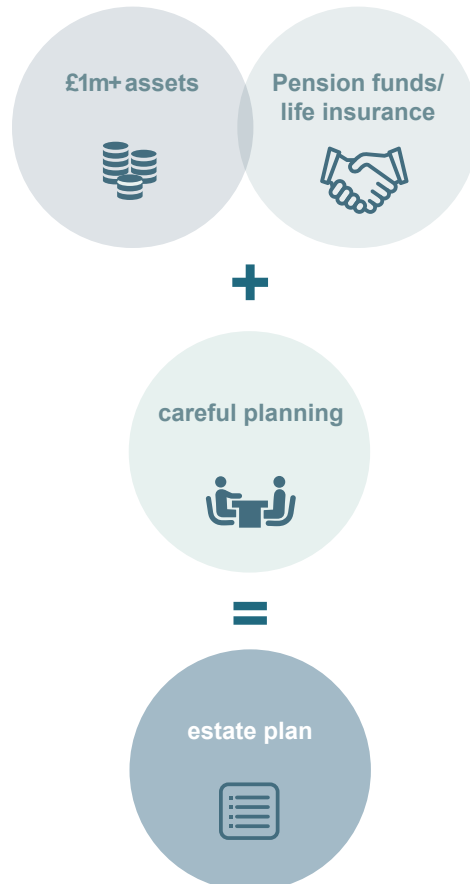 £1m+ assets
Pension funds/
life insurance
+
careful planning
=
estate plan